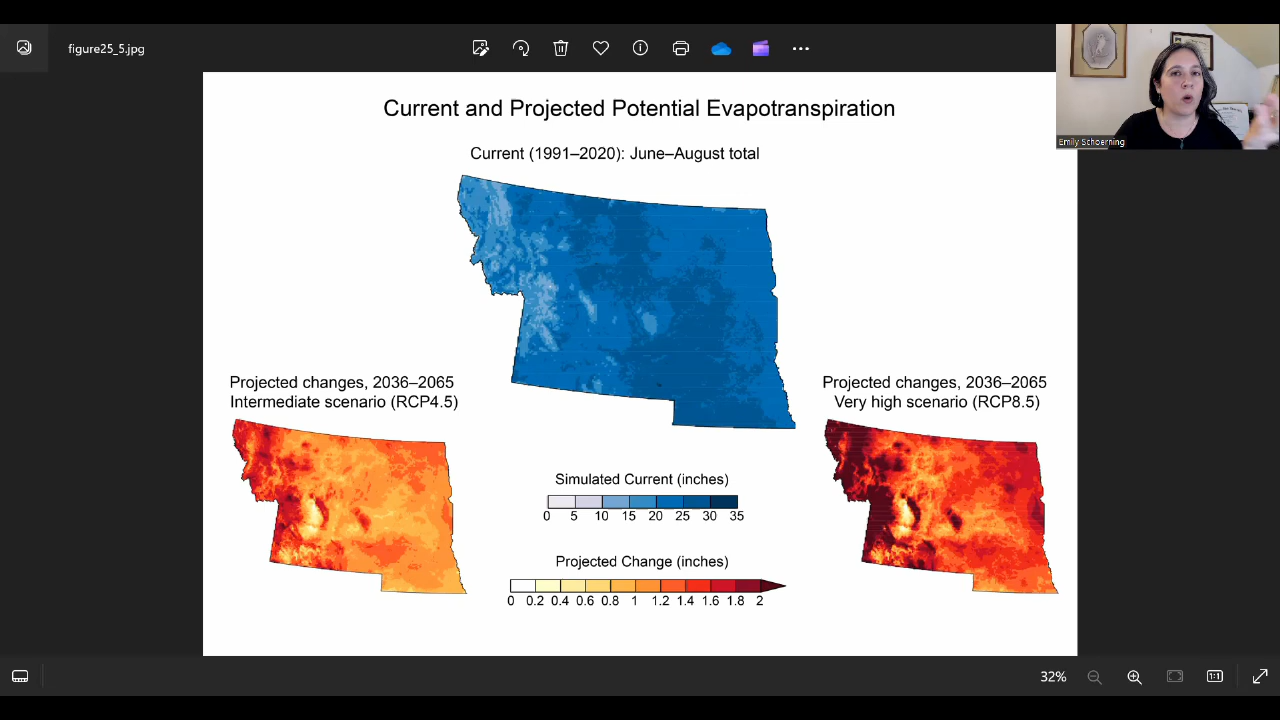 figure25_5.jpg
Emily Schoerning
Current and Projected Potential Evapotranspiration
Current (1991–2020): June–August total
Projected changes, 2036–2065
Intermediate scenario (RCP4.5)
Projected changes, 2036–2065
Very high scenario (RCP8.5)
Simulated Current (inches)
0 5 10 15 20 25 30 35
Projected Change (inches)
0 0.2 0.4 0.6 0.8 1 1.2 1.4 1.6 1.8 2
32%
1:1